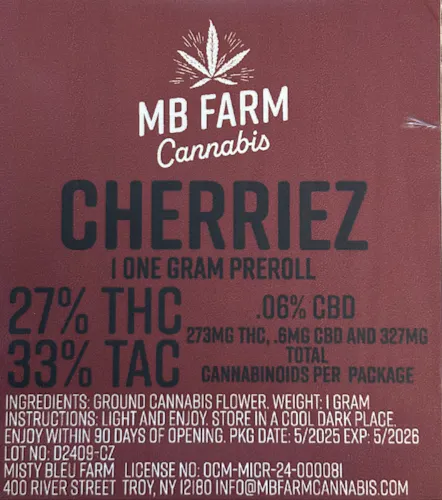 MB FARM
Cannabis
CHERRIEZ
1 ONE GRAM PREROLL
27% THC
33% TAC
.06% CBD
273MG THC, .6MG CBD AND 327MG
TOTAL
CANNABINOIDS PER PACKAGE
INGREDIENTS: GROUND CANNABIS FLOWER. WEIGHT: 1 GRAM
INSTRUCTIONS: LIGHT AND ENJOY. STORE IN A COOL DARK PLACE.
ENJOY WITHIN 90 DAYS OF OPENING. PKG DATE: 5/2025 EXP: 5/2026
LOT NO: D2409-CZ
MISTY BLEU FARM LICENSE NO: OCM-MICR-24-000081
400 RIVER STREET TROY, NY 12180 INFO@MBFARMCANNABIS.COM